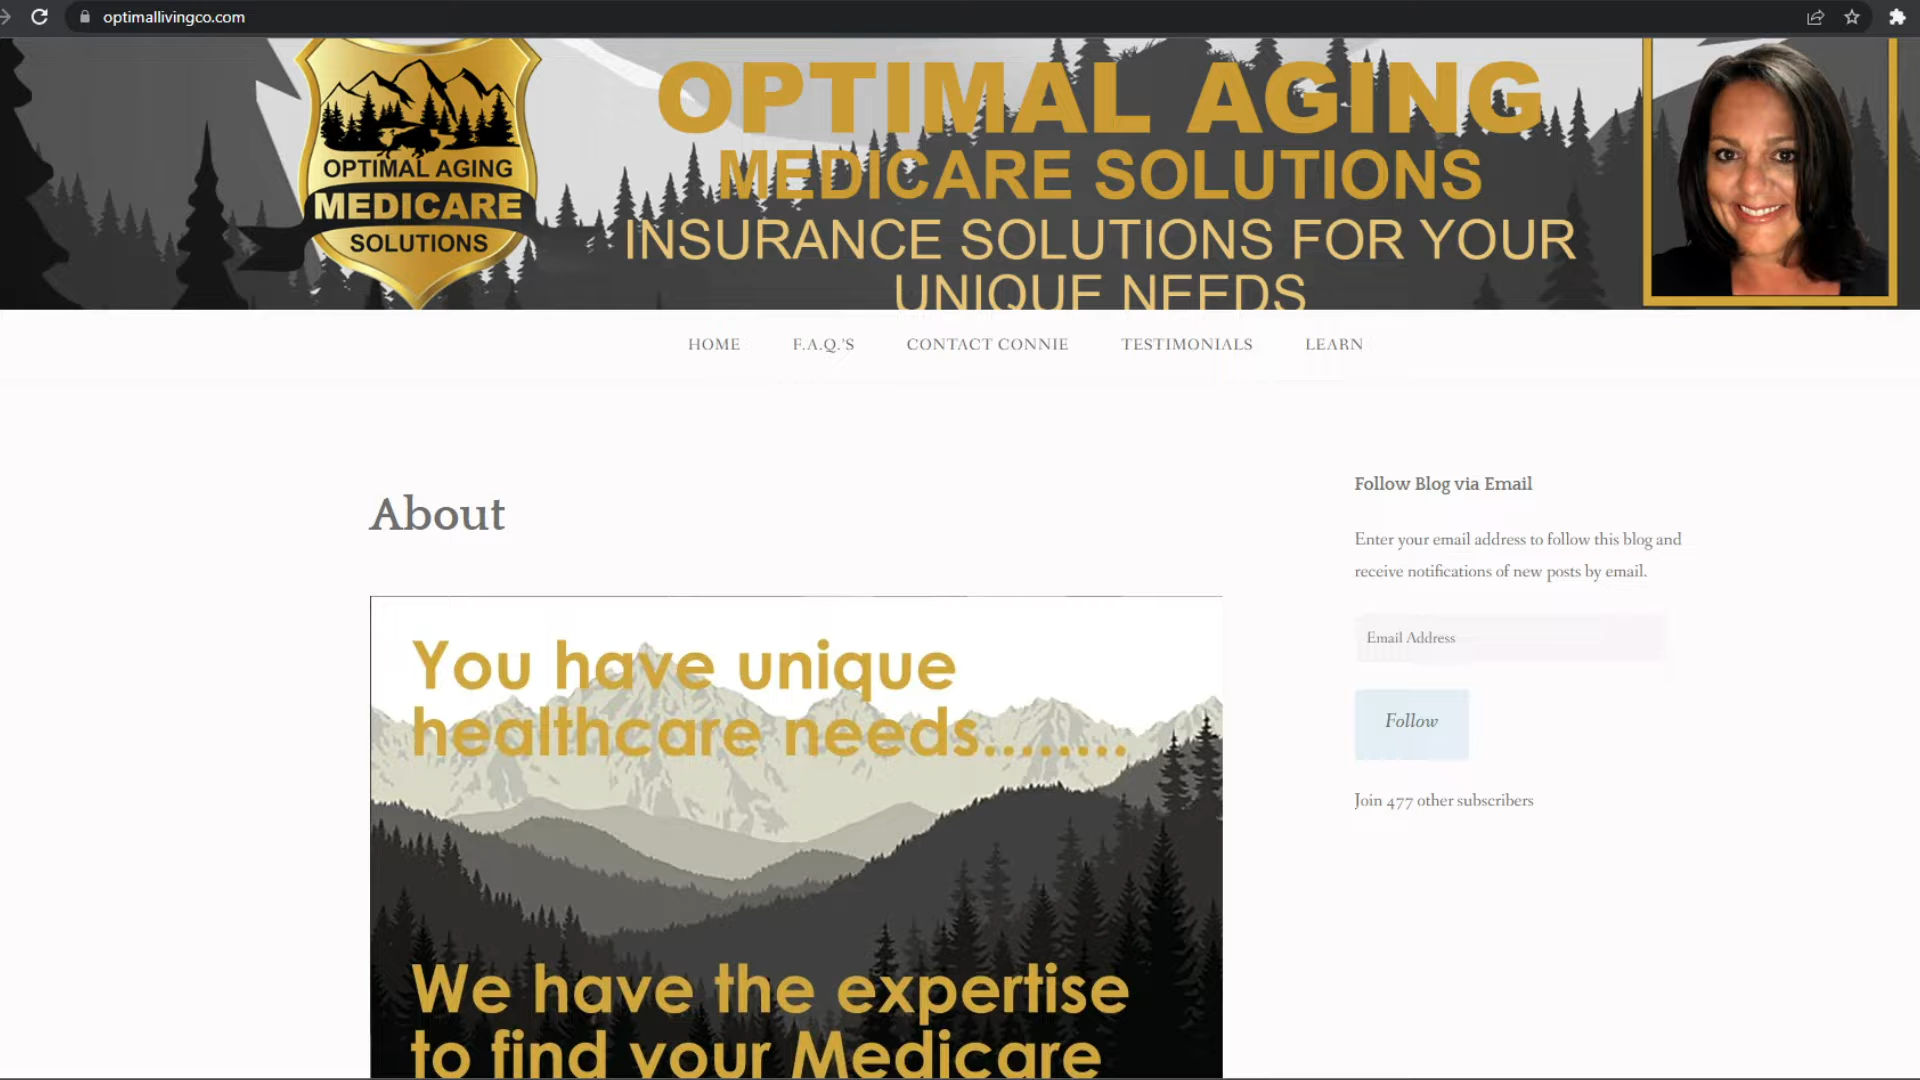 optimallivingco.com
OPTIMAL AGING
MEDICARE
SOLUTIONS
OPTIMAL AGING
MEDICARE SOLUTIONS
INSURANCE SOLUTIONS FOR YOUR
UNIQUE NEEDS
HOME F.A.Q.'S CONTACT CONNIE TESTIMONIALS LEARN
About
You have unique
healthcare needs........
We have the expertise
to find your Medicare
Follow Blog via Email
Enter your email address to follow this blog and
receive notifications of new posts by email.
Email Address
Follow
Join 477 other subscribers